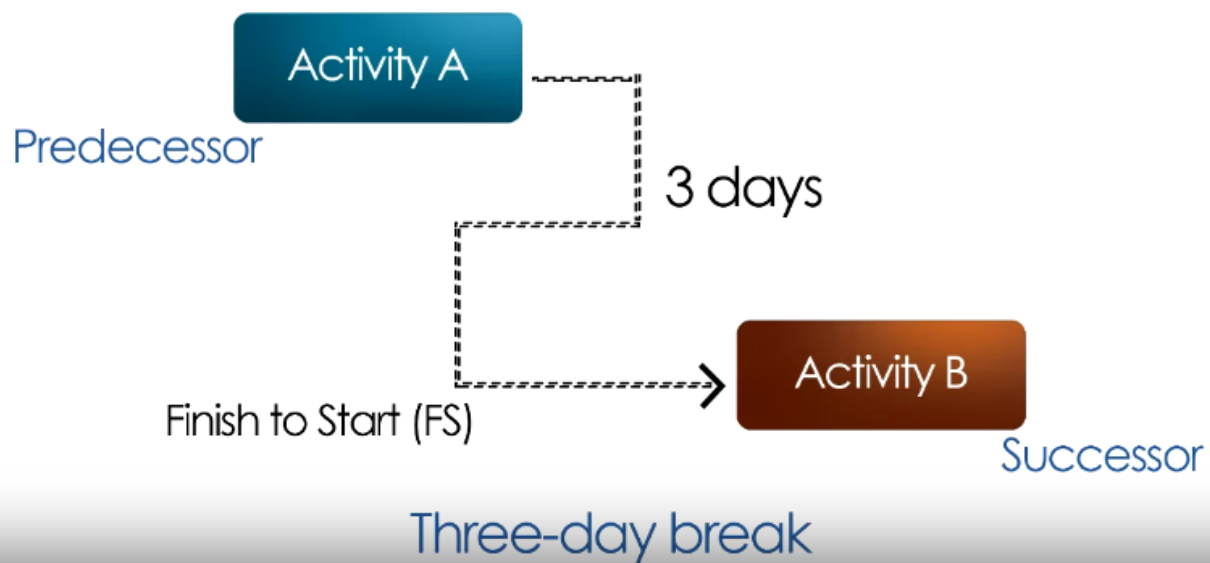 Activity A
Predecessor
3 days
Activity B
Finish to Start (FS)
Successor
Three-day break